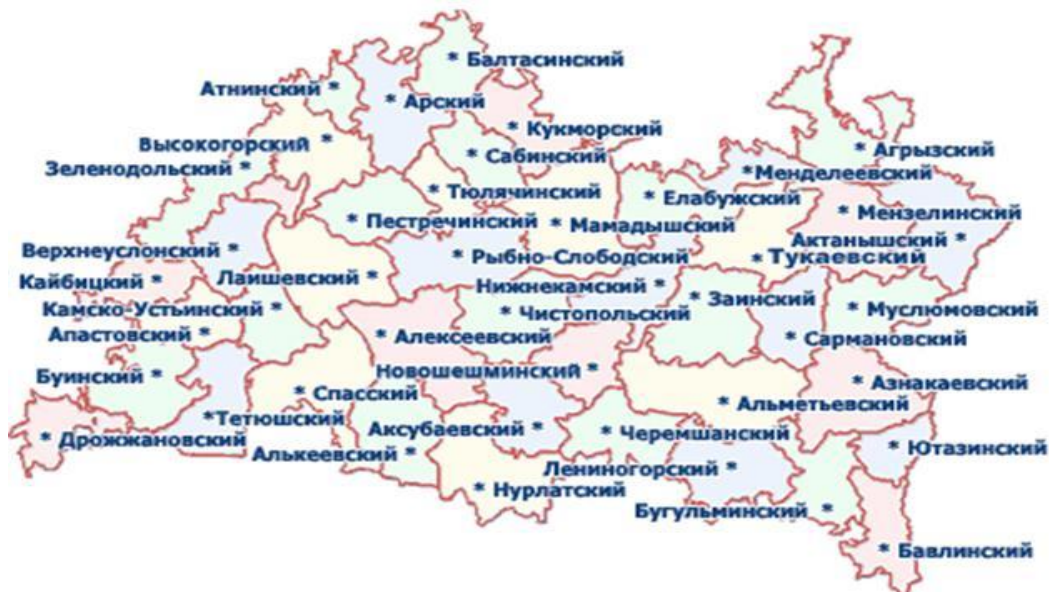 * Балтасинский
Атнинский *
* Арский
* Кукморский
Высокогорский *
* Агрызский
* Сабинский
Зеленодольский *
* Менделеевский
* Тюлячинский
* Елабужский
* Мензелинский
* Пестречинский
* Мамадышский
Актанышский *
Верхнеуслонский *
* Рыбно-Слободский
* Тукаевский
Кайбицкий *
Лаишевский *
Нижнекамский *
* Заинский
Камско-Устьинский *
* Муслюмовский
* Чистопольский
Апастовский *
* Алексеевский
* Сармановский
Буинский *
Новошешминский *
* Азнакаевский
* Спасский
* Альметьевский
* Тетюшский
Аксубаевский *
* Черемшанский
* Дрожжановский
* Ютазинский
Алькеевский *
Лениногорский *
* Нурлатский
Бугульминский *
* Бавлинский